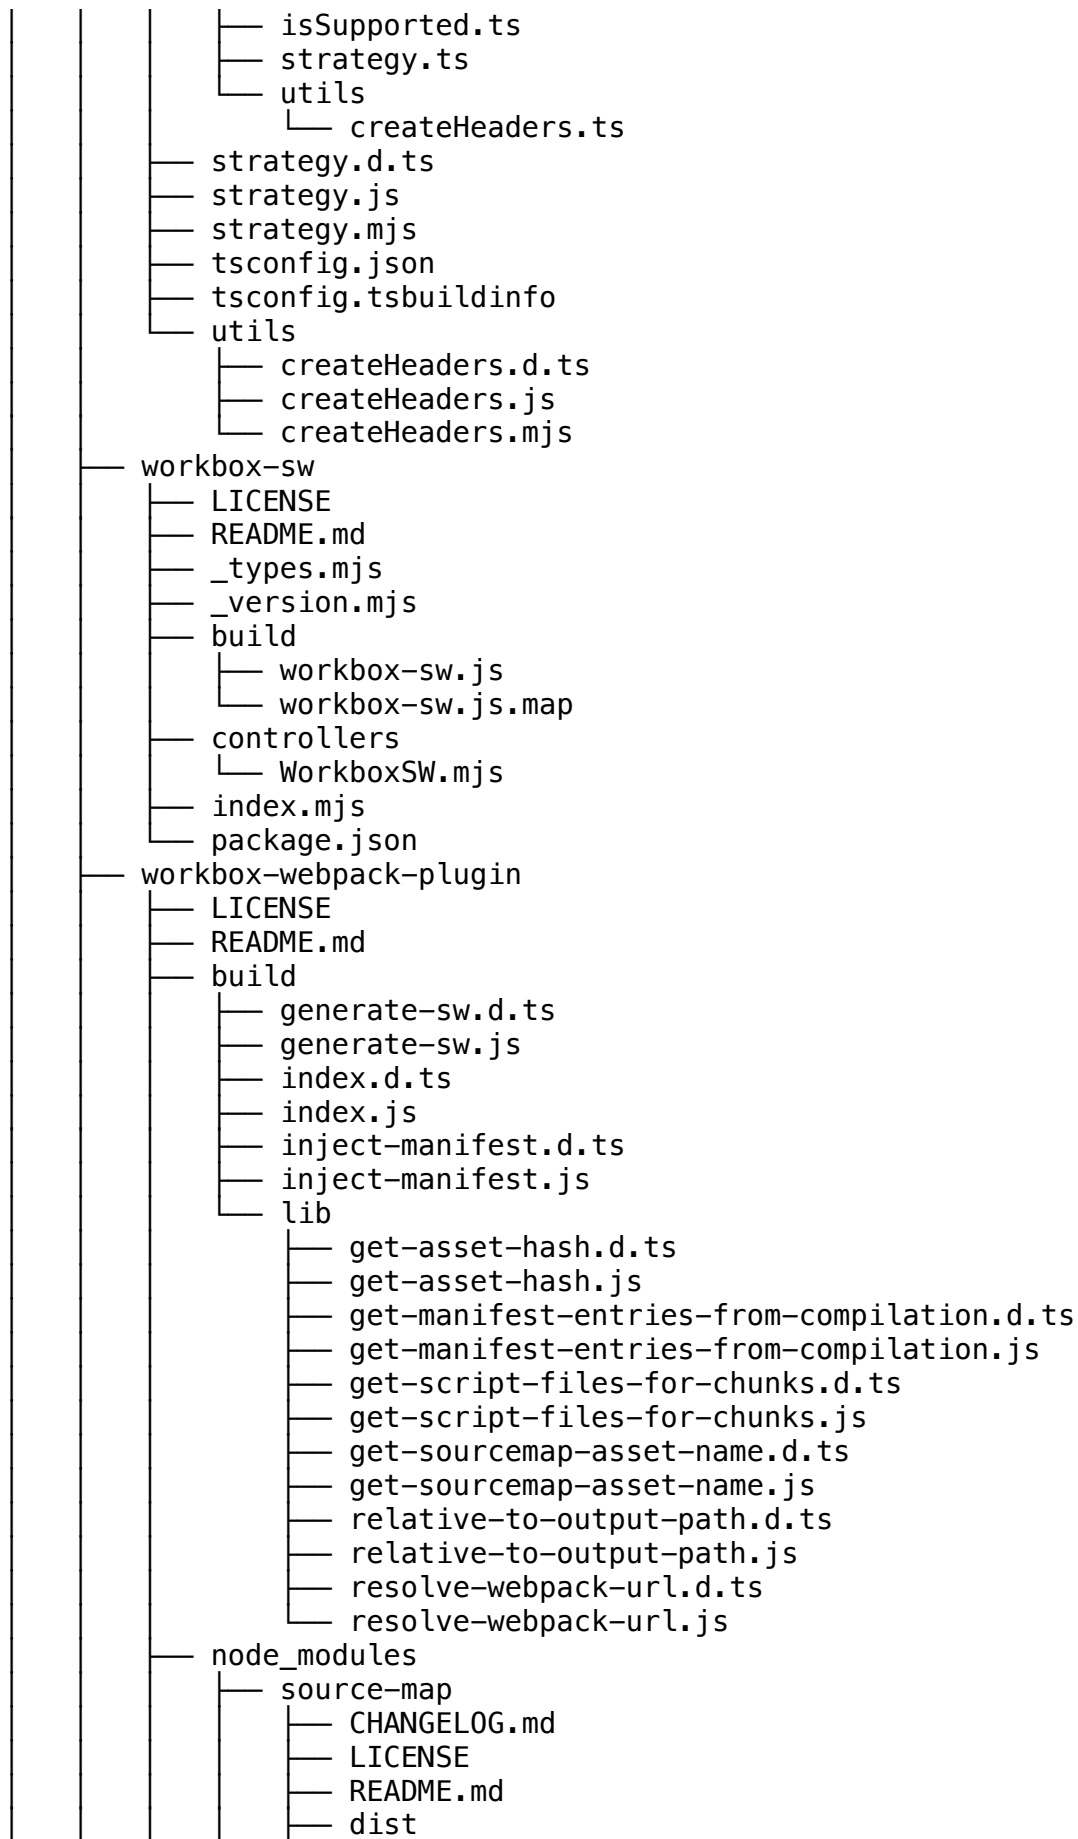 │   │   │   ├── isSupported.ts
│   │   │   ├── strategy.ts
│   │   │   └── utils
│   │   │       └── createHeaders.ts
│   │   ├── strategy.d.ts
│   │   ├── strategy.js
│   │   ├── strategy.mjs
│   │   ├── tsconfig.json
│   │   ├── tsconfig.tsbuildinfo
│   │   └── utils
│   │       ├── createHeaders.d.ts
│   │       ├── createHeaders.js
│   │       └── createHeaders.mjs
│   ├── workbox-sw
│   │   ├── LICENSE
│   │   ├── README.md
│   │   ├── _types.mjs
│   │   ├── _version.mjs
│   │   ├── build
│   │   │   ├── workbox-sw.js
│   │   │   └── workbox-sw.js.map
│   │   ├── controllers
│   │   │   └── WorkboxSW.mjs
│   │   ├── index.mjs
│   │   └── package.json
│   ├── workbox-webpack-plugin
│   │   ├── LICENSE
│   │   ├── README.md
│   │   ├── build
│   │   │   ├── generate-sw.d.ts
│   │   │   ├── generate-sw.js
│   │   │   ├── index.d.ts
│   │   │   ├── index.js
│   │   │   ├── inject-manifest.d.ts
│   │   │   ├── inject-manifest.js
│   │   │   └── lib
│   │   │       ├── get-asset-hash.d.ts
│   │   │       ├── get-asset-hash.js
│   │   │       ├── get-manifest-entries-from-compilation.d.ts
│   │   │       ├── get-manifest-entries-from-compilation.js
│   │   │       ├── get-script-files-for-chunks.d.ts
│   │   │       ├── get-script-files-for-chunks.js
│   │   │       ├── get-sourcemap-asset-name.d.ts
│   │   │       ├── get-sourcemap-asset-name.js
│   │   │       ├── relative-to-output-path.d.ts
│   │   │       ├── relative-to-output-path.js
│   │   │       ├── resolve-webpack-url.d.ts
│   │   │       └── resolve-webpack-url.js
│   │   ├── node_modules
│   │   │   ├── source-map
│   │   │   │   ├── CHANGELOG.md
│   │   │   │   ├── LICENSE
│   │   │   │   ├── README.md
│   │   │   │   ├── dist